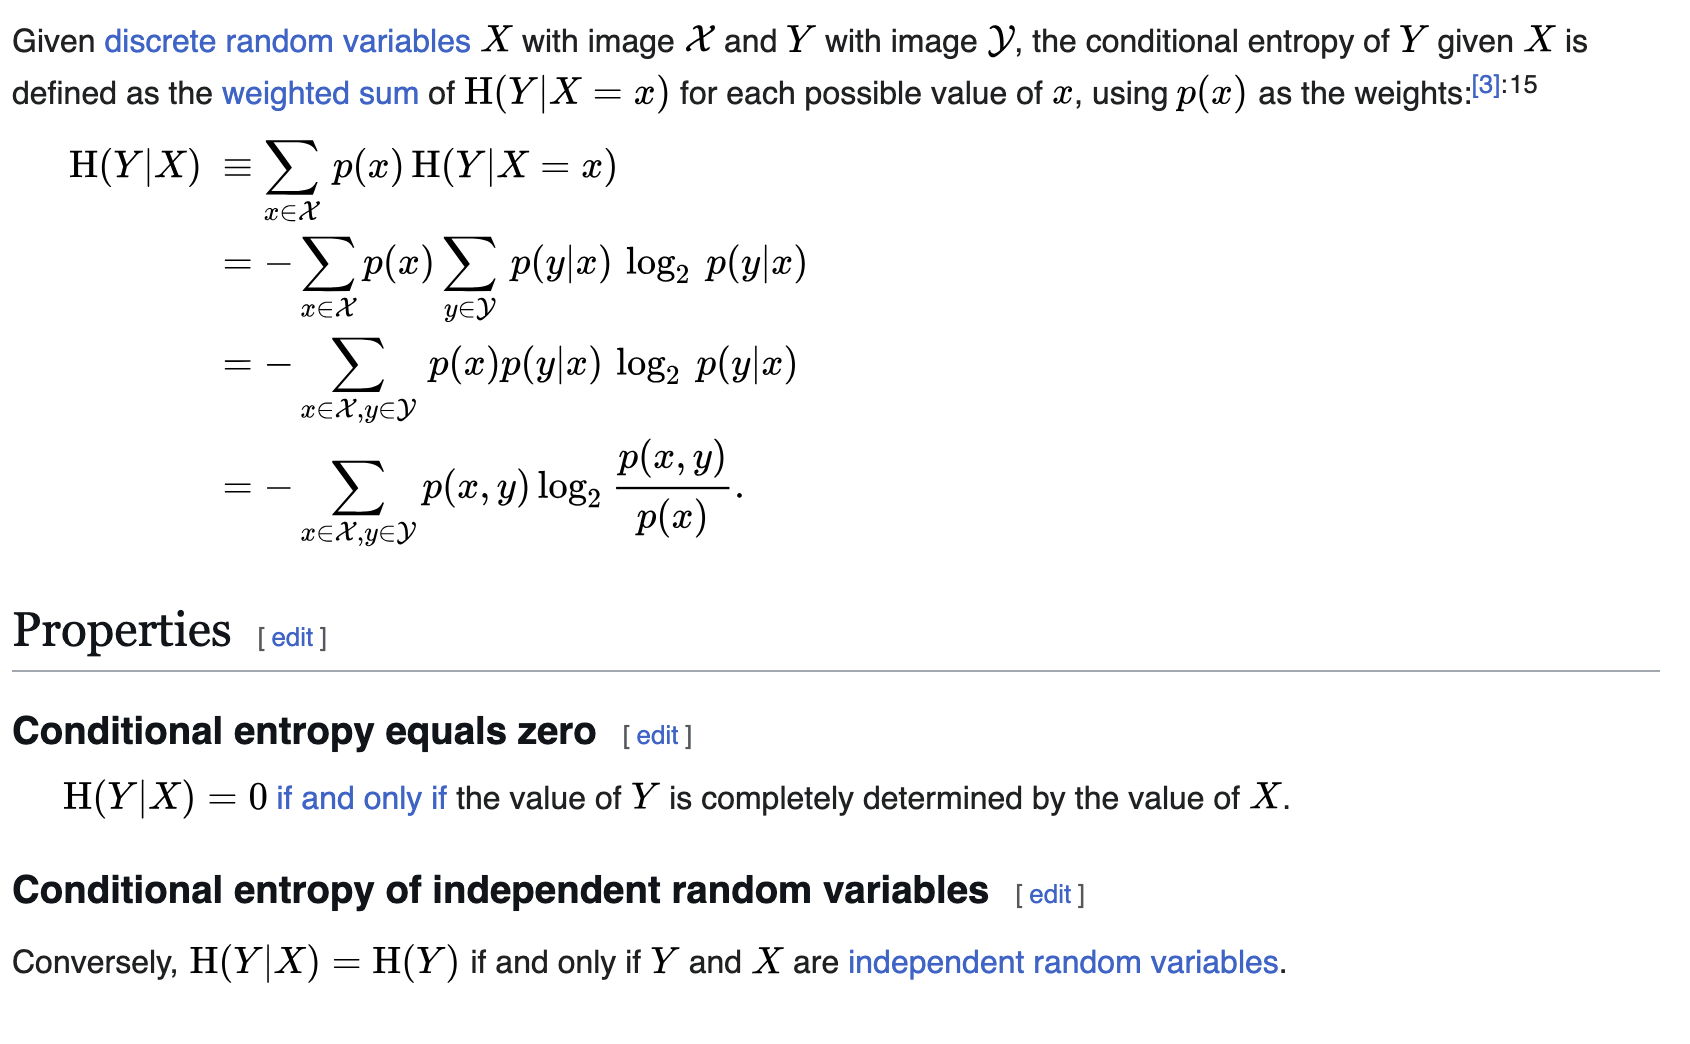 Given discrete random variables X with image 𝒳 and Y with image 𝒴, the conditional entropy of Y given X is
defined as the weighted sum of H(Y|X = x) for each possible value of x, using p(x) as the weights:[3]:15
H(Y|X) ≡ ∑_{x∈𝒳} p(x) H(Y|X = x)
= − ∑_{x∈𝒳} p(x) ∑_{y∈𝒴} p(y|x) log₂ p(y|x)
= − ∑_{x∈𝒳,y∈𝒴} p(x)p(y|x) log₂ p(y|x)
= − ∑_{x∈𝒳,y∈𝒴} p(x, y) log₂ \frac{p(x, y)}{p(x)}.
Properties [ edit ]
Conditional entropy equals zero [ edit ]
H(Y|X) = 0 if and only if the value of Y is completely determined by the value of X.
Conditional entropy of independent random variables [ edit ]
Conversely, H(Y|X) = H(Y) if and only if Y and X are independent random variables.